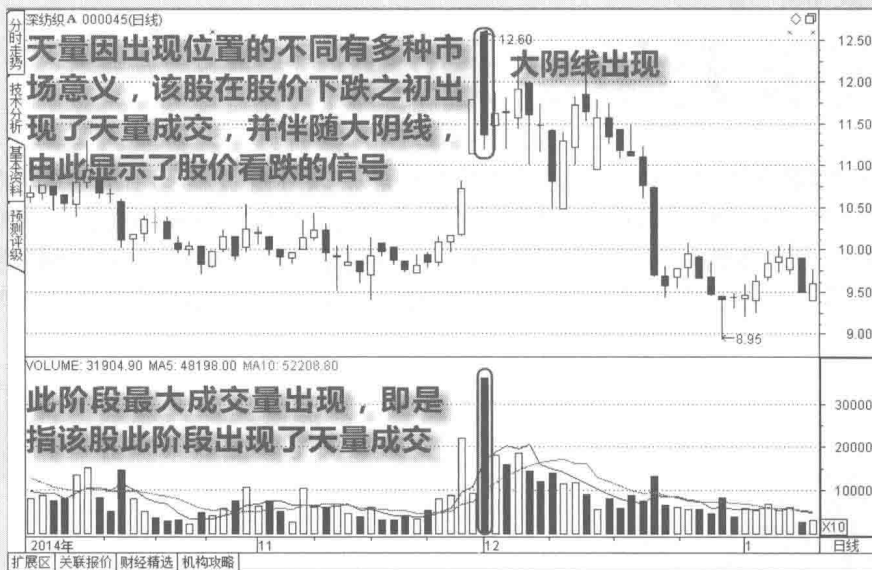 深纺织A 000045(日线)
分时走势
技术分析
基本资料
预测评级
天量因出现位置的不同有多种市
场意义，该股在股价下跌之初出
现了天量成交，并伴随大阴线，
由此显示了股价看跌的信号
12.60
大阴线出现
12.50
12.00
11.50
11.00
10.50
10.00
9.50
9.00
8.95
VOLUME: 31904.90 MA5: 48198.00 MA10: 52208.80
此阶段最大成交量出现，即是
指该股此阶段出现了天量成交
30000
20000
10000
X10
2014年 11 12 1 日线
扩展区 关联报价 财经精选 机构攻略